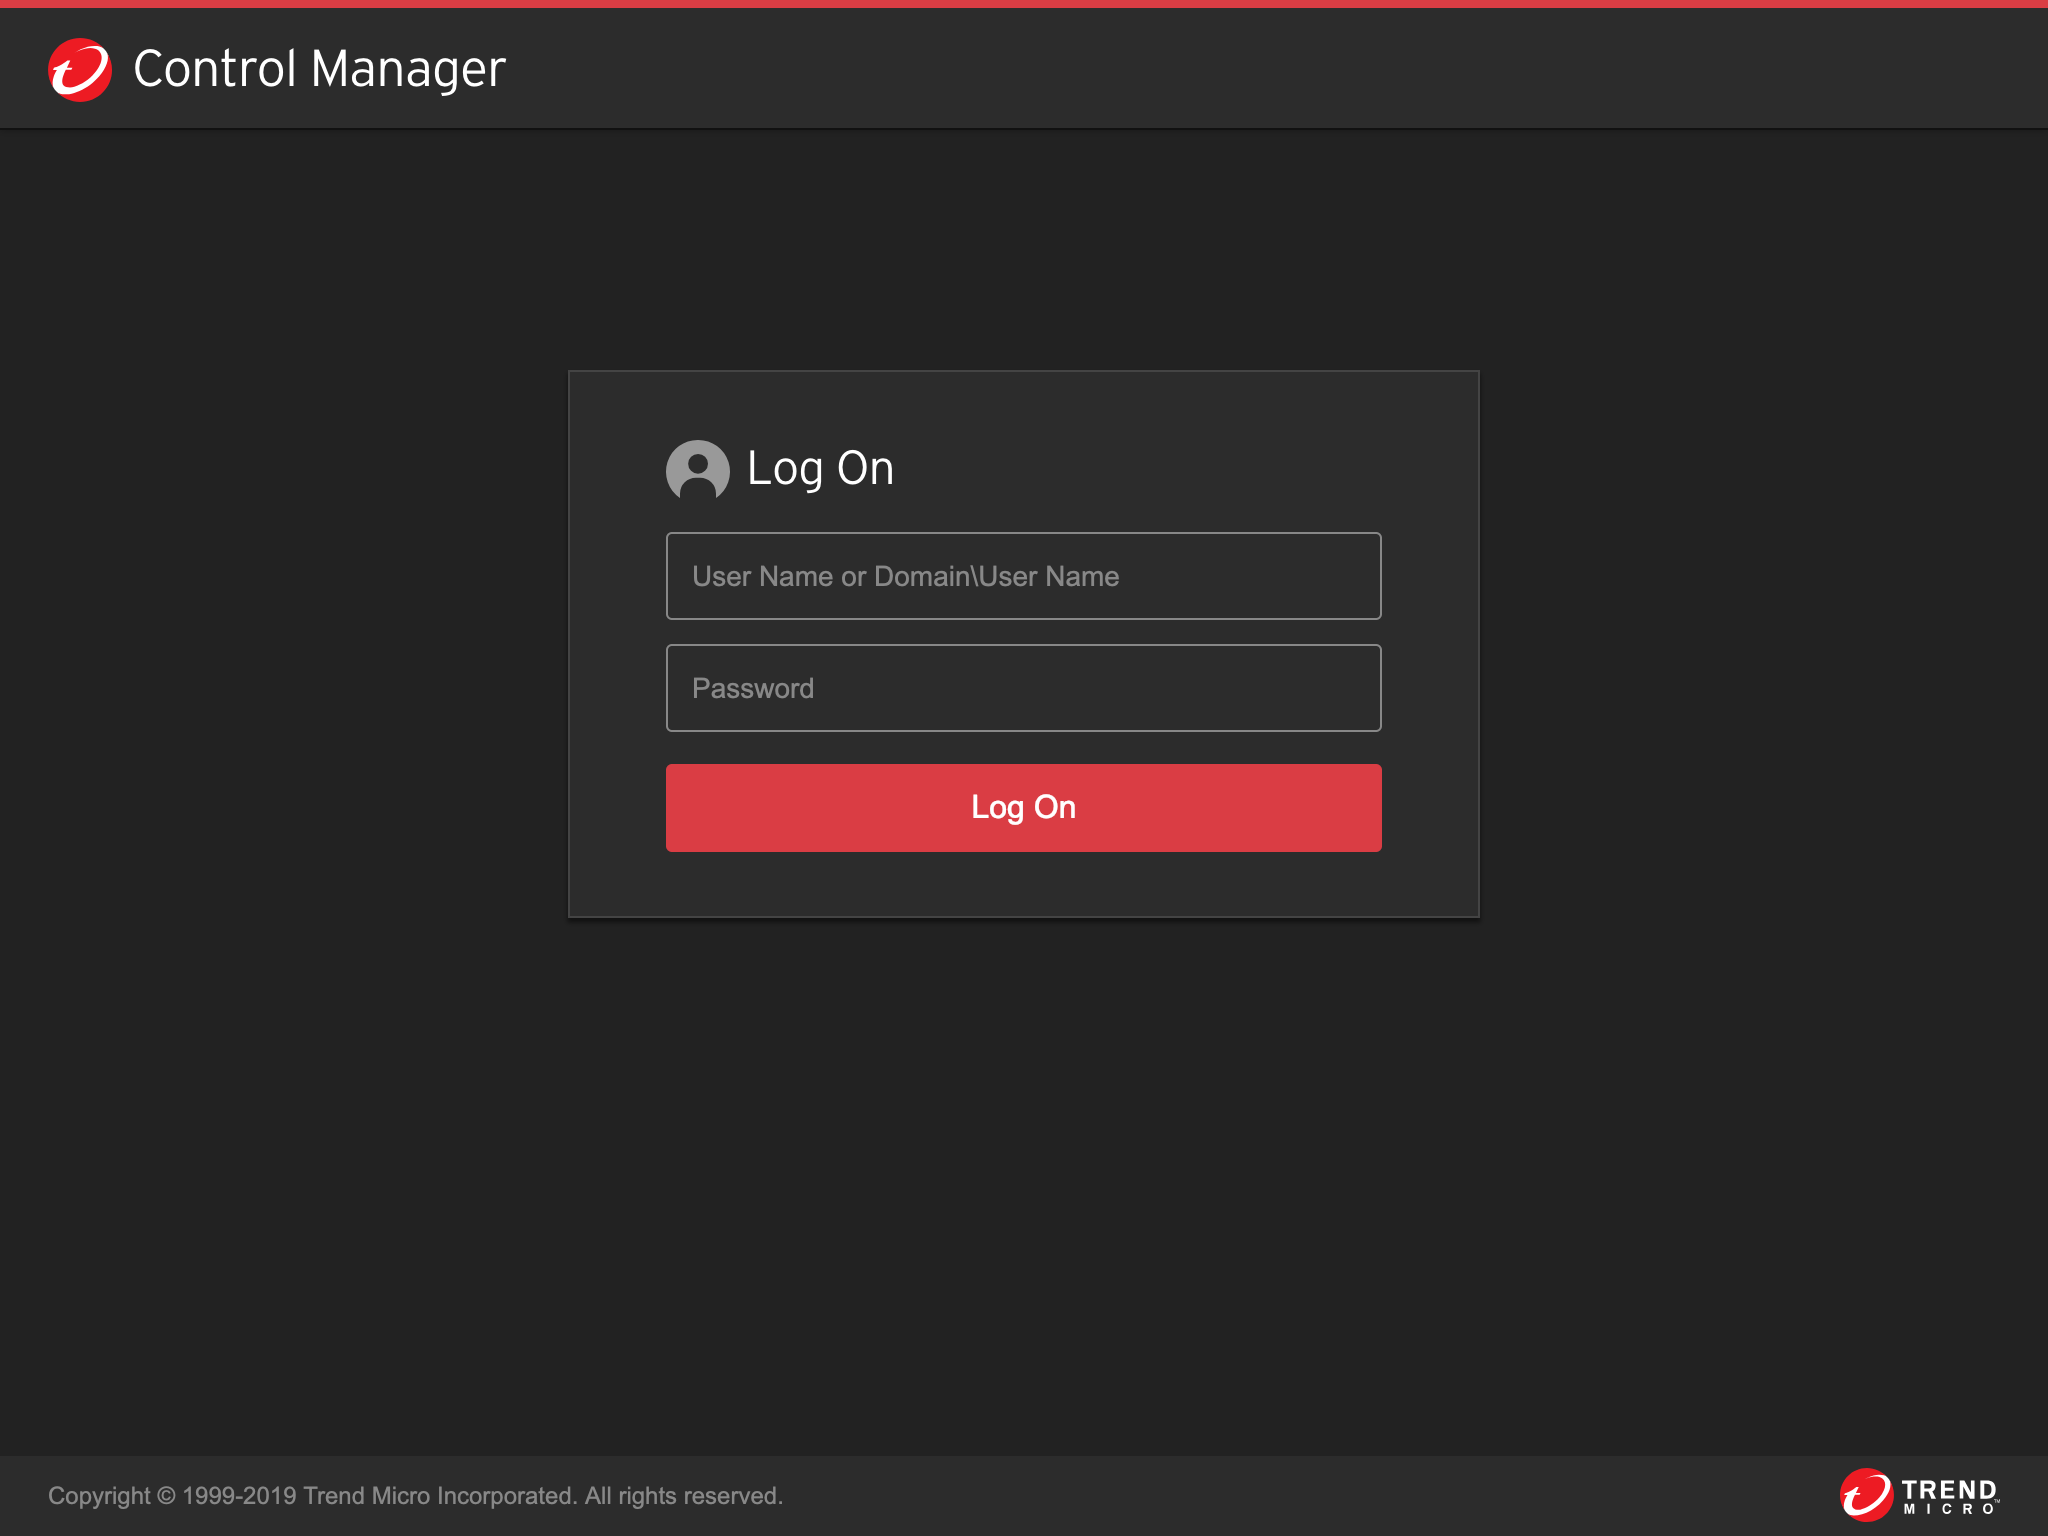 Control Manager
Log On
User Name or Domain\User Name
Password
Log On
Copyright © 1999-2019 Trend Micro Incorporated. All rights reserved.
TREND
MICRO™